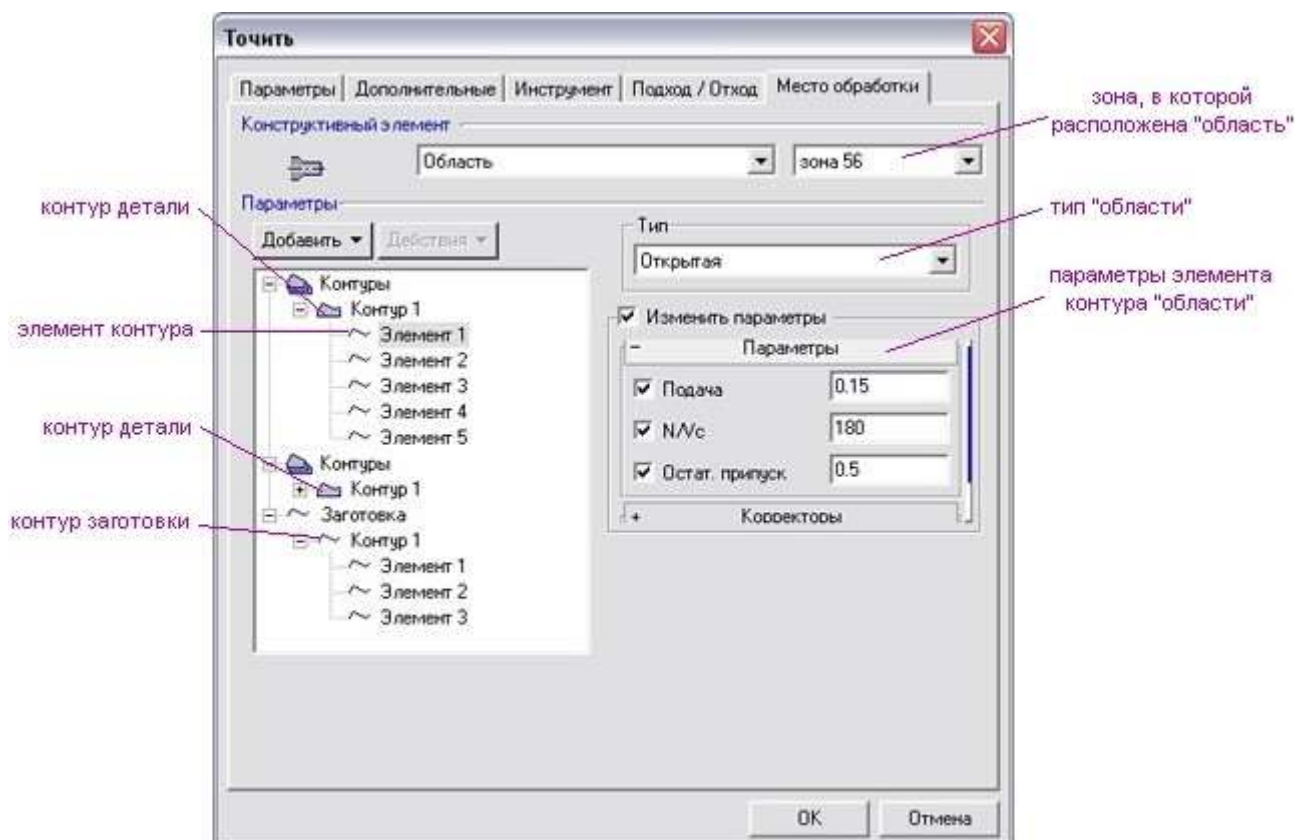 Точить
Параметры Дополнительные Инструмент Подход / Отход Место обработки
Конструктивный элемент
Область зона 56
зона, в которой
расположена "область"
Параметры
Добавить Действия
Тип
Открытая
тип "области"
контур детали
Контуры
Контур 1
элемент контура
Элемент 1
Элемент 2
Элемент 3
Элемент 4
Элемент 5
контур детали
Контуры
Контур 1
контур заготовки
Заготовка
Контур 1
Элемент 1
Элемент 2
Элемент 3
параметры элемента
контура "области"
Изменить параметры
Параметры
Подача 0.15
N/Vc 180
Остат. припуск 0.5
Корректоры
OK Отмена